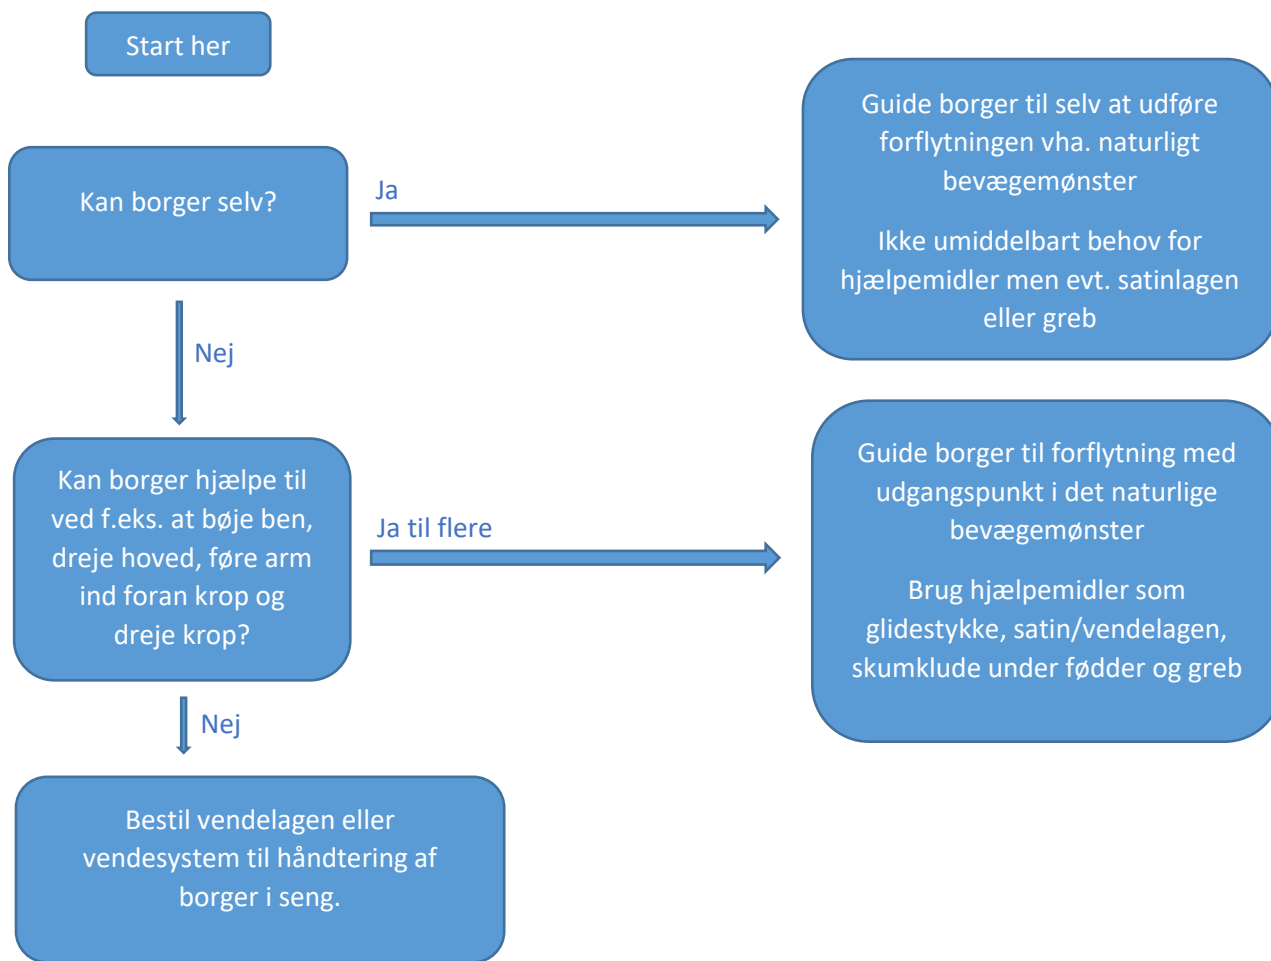 Start her
Kan borger selv?
Ja
Guide borger til selv at udføre
forflytningen vha. naturligt
bevægemønster
Ikke umiddelbart behov for
hjælpemidler men evt. satinlagen
eller greb
Nej
Kan borger hjælpe til
ved f.eks. at bøje ben,
dreje hoved, føre arm
ind foran krop og
dreje krop?
Ja til flere
Guide borger til forflytning med
udgangspunkt i det naturlige
bevægemønster
Brug hjælpemidler som
glidestykke, satin/vendelagen,
skumklude under fødder og greb
Nej
Bestil vendelagen eller
vendesystem til håndtering af
borger i seng.